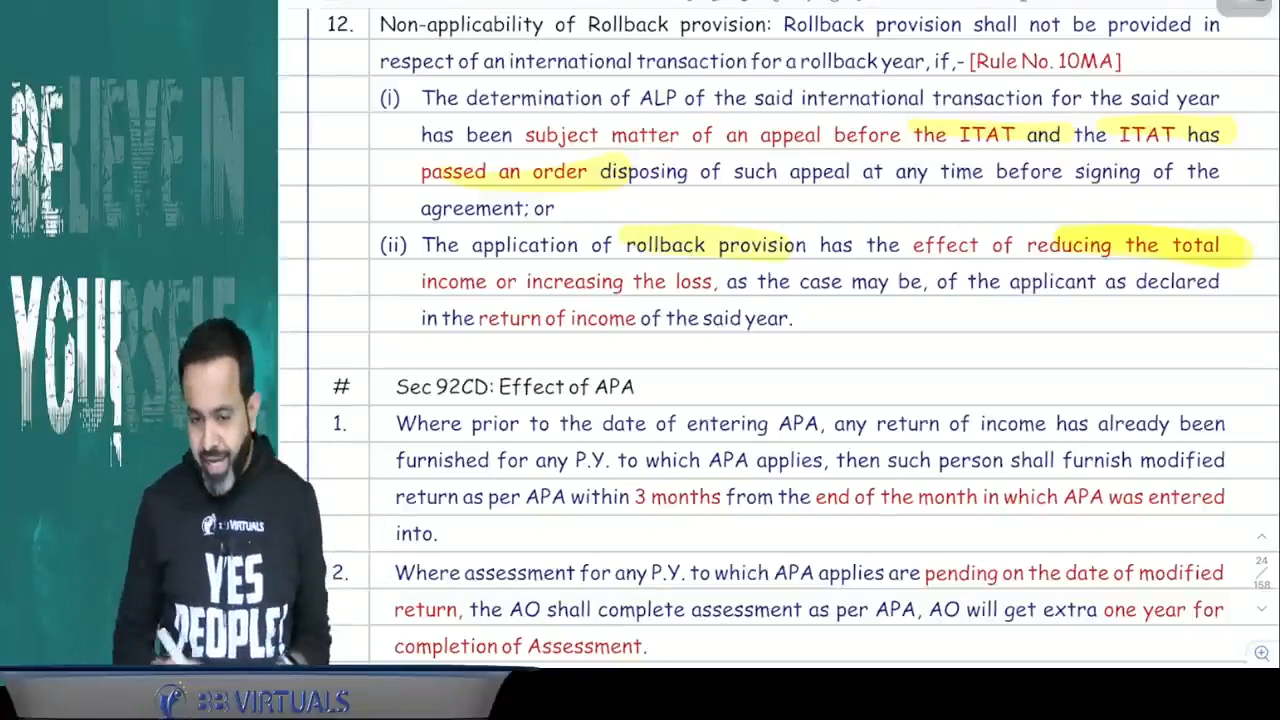 BELIEVE IN
YOURSELF
12. Non-applicability of Rollback provision: Rollback provision shall not be provided in
respect of an international transaction for a rollback year, if,- [Rule No. 10MA]
(i) The determination of ALP of the said international transaction for the said year
has been subject matter of an appeal before the ITAT and the ITAT has
passed an order disposing of such appeal at any time before signing of the
agreement; or
(ii) The application of rollback provision has the effect of reducing the total
income or increasing the loss, as the case may be, of the applicant as declared
in the return of income of the said year.
# Sec 92CD: Effect of APA
1. Where prior to the date of entering APA, any return of income has already been
furnished for any P.Y. to which APA applies, then such person shall furnish modified
return as per APA within 3 months from the end of the month in which APA was entered
into.
2. Where assessment for any P.Y. to which APA applies are pending on the date of modified
return, the AO shall complete assessment as per APA, AO will get extra one year for
completion of Assessment.
24
158
BB VIRTUALS
YES
PEOPLE!
BB VIRTUALS